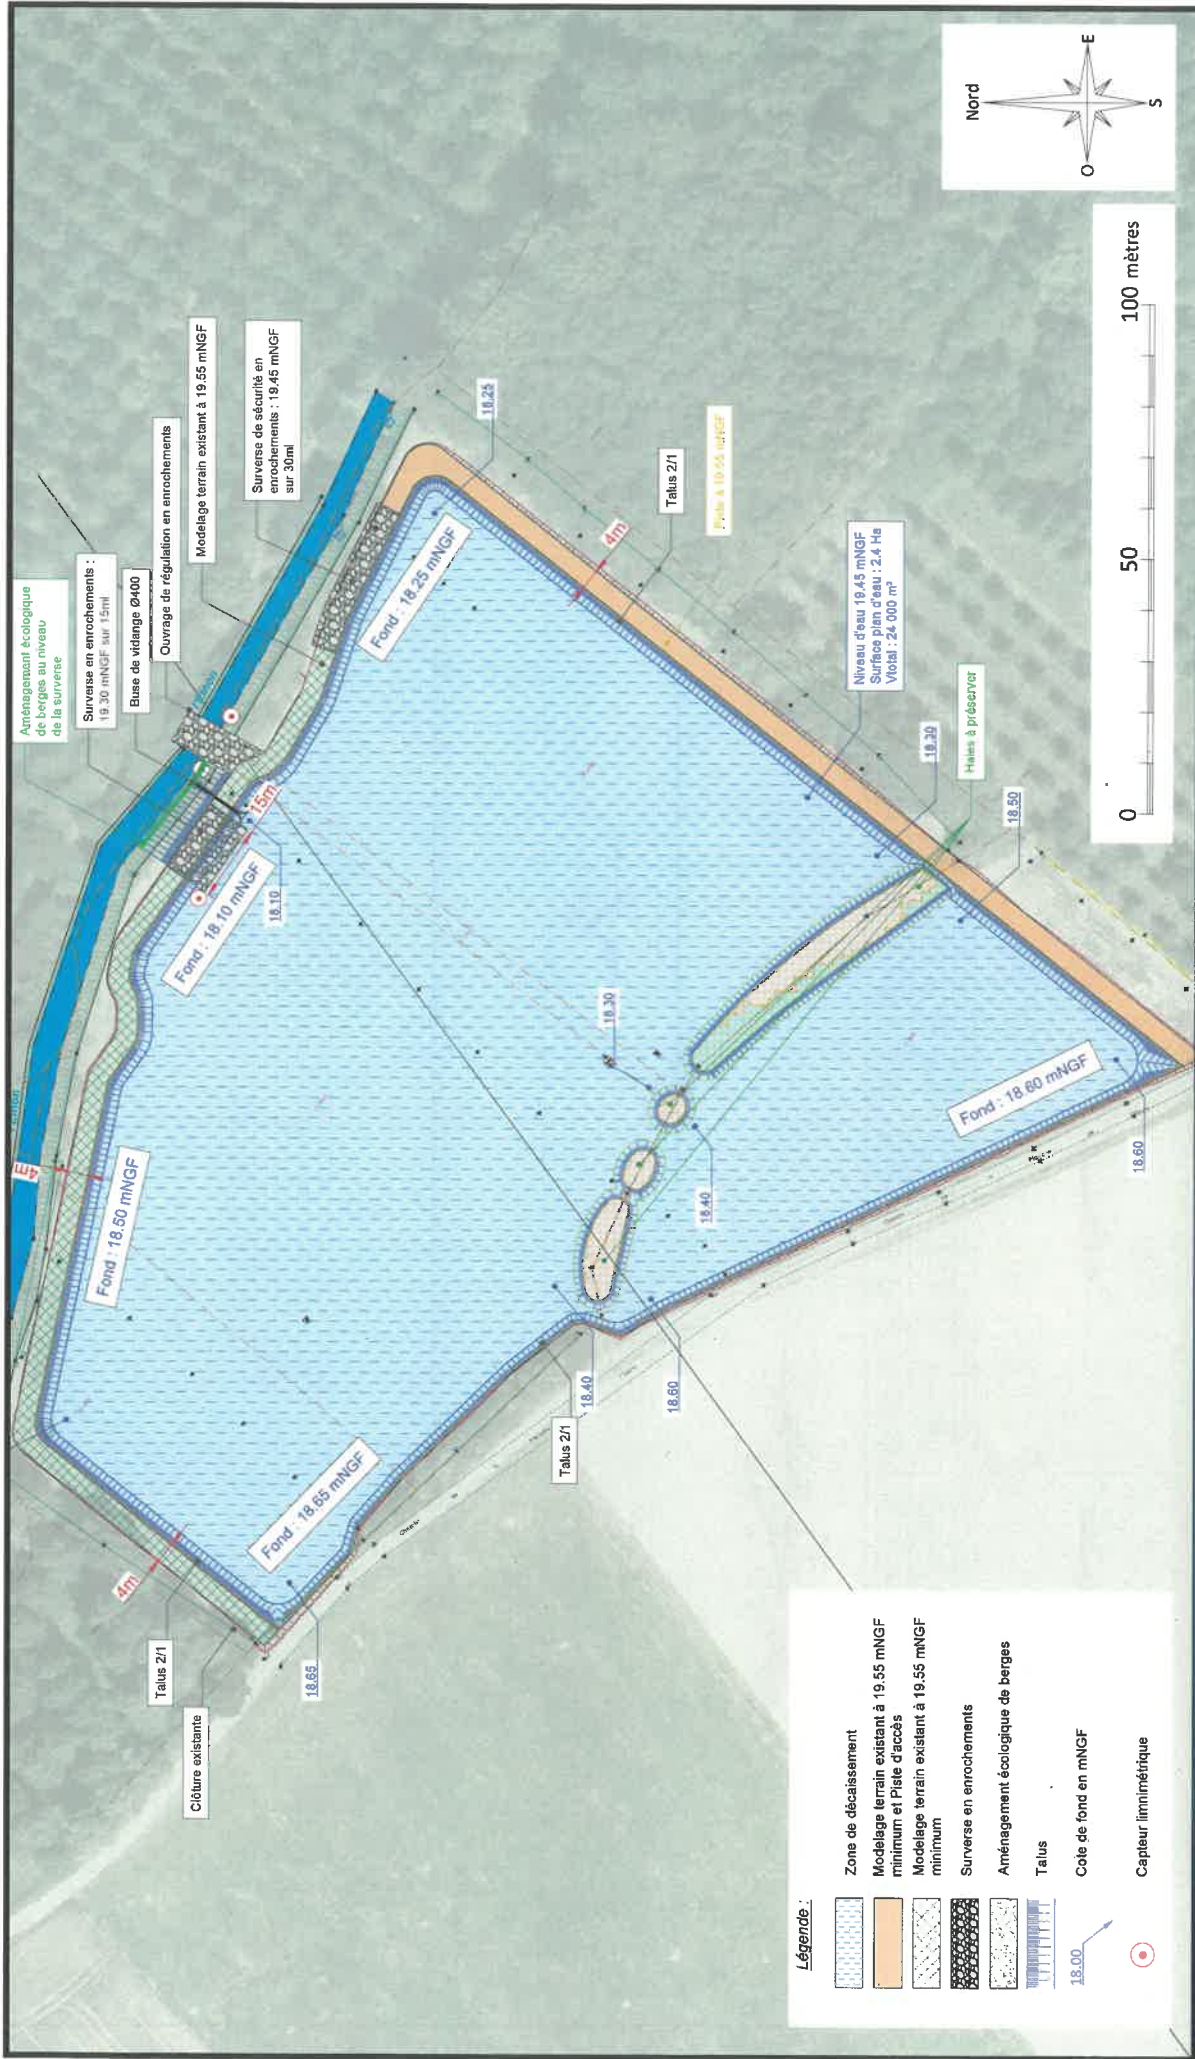 Aménagement écologique
de berges au niveau
de la surverse
Surverse en enrochements :
19.30 mNGF sur 15ml
Buse de vidange Ø400
Ouvrage de régulation en enrochements
Modelage terrain existant à 19.55 mNGF
Surverse de sécurité en
enrochements : 19.45 mNGF
sur 30ml
Nord
E
S
O
18.25
Fond : 18.25 mNGF
Talus 2/1
4m
Piste à 19.55 mNGF
Niveau d'eau 19.45 mNGF
Surface plan d'eau : 2.4 Ha
Vtotal : 24 000 m³
18.30
Haies à préserver
18.50
0
50
100 mètres
15m
18.10
Fond : 18.10 mNGF
18.30
18.40
Fond : 18.60 mNGF
18.60
4m
Fond : 18.50 mNGF
18.40
18.60
Talus 2/1
Fond : 18.65 mNGF
18.65
4m
Talus 2/1
Clôture existante
Légende :
Zone de décaissement
Modelage terrain existant à 19.55 mNGF
minimum et Piste d'accès
Modelage terrain existant à 19.55 mNGF
minimum
Surverse en enrochements
Aménagement écologique de berges
Talus
18.00
Cote de fond en mNGF
Capteur limnimétrique